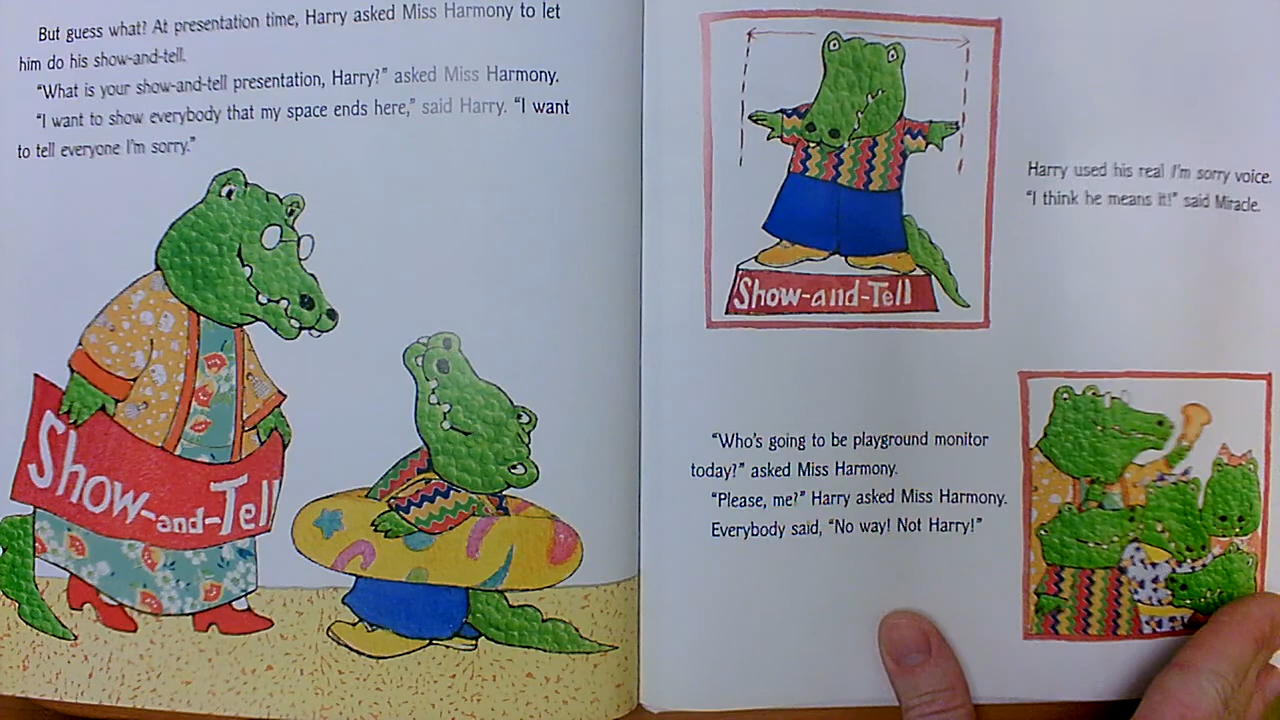 But guess what? At presentation time, Harry asked Miss Harmony to let
him do his show-and-tell.
“What is your show-and-tell presentation, Harry?” asked Miss Harmony.
“I want to show everybody that my space ends here,” said Harry. “I want
to tell everyone I’m sorry.”
Show-and-Tell
Show-and-Tell
Harry used his real I’m sorry voice.
“I think he means it!” said Miracle.
“Who’s going to be playground monitor
today?” asked Miss Harmony.
“Please, me?” Harry asked Miss Harmony.
Everybody said, “No way! Not Harry!”